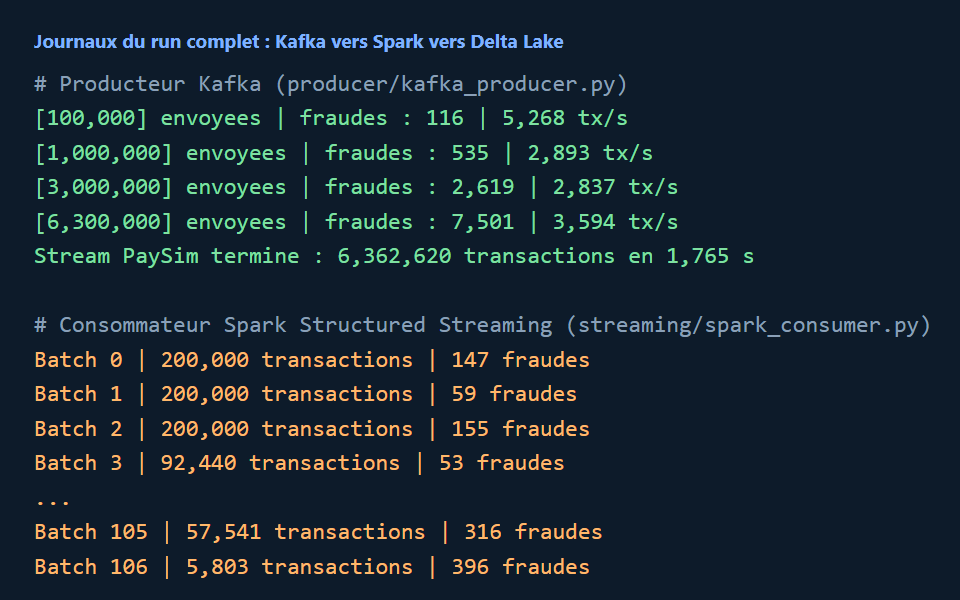 Journaux du run complet : Kafka vers Spark vers Delta Lake
# Producteur Kafka (producer/kafka_producer.py)
[100,000] envoyees | fraudes : 116 | 5,268 tx/s
[1,000,000] envoyees | fraudes : 535 | 2,893 tx/s
[3,000,000] envoyees | fraudes : 2,619 | 2,837 tx/s
[6,300,000] envoyees | fraudes : 7,501 | 3,594 tx/s
Stream PaySim termine : 6,362,620 transactions en 1,765 s
# Consommateur Spark Structured Streaming (streaming/spark_consumer.py)
Batch 0 | 200,000 transactions | 147 fraudes
Batch 1 | 200,000 transactions | 59 fraudes
Batch 2 | 200,000 transactions | 155 fraudes
Batch 3 | 92,440 transactions | 53 fraudes
...
Batch 105 | 57,541 transactions | 316 fraudes
Batch 106 | 5,803 transactions | 396 fraudes